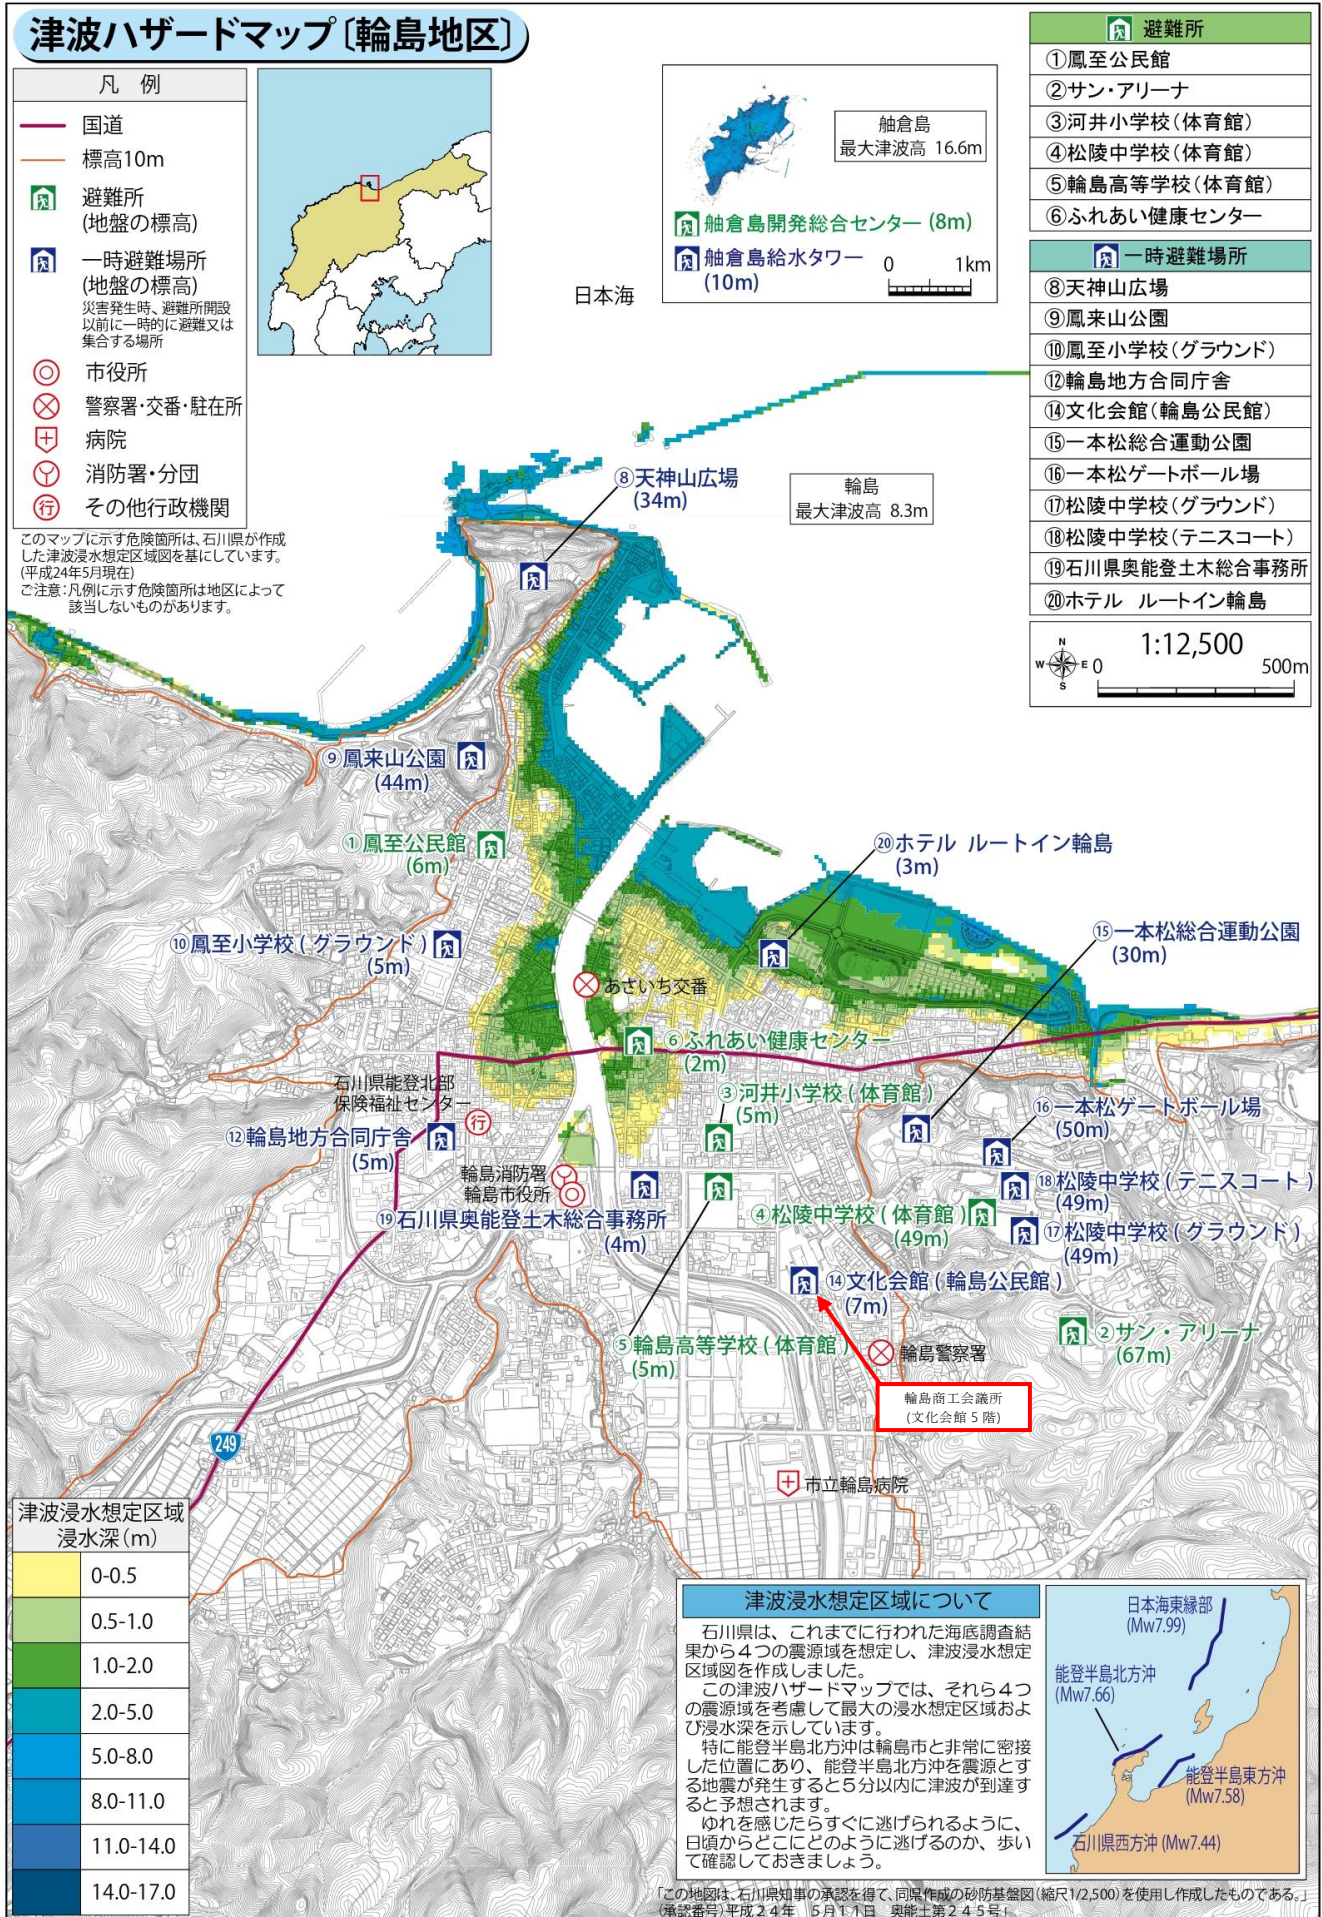 津波ハザードマップ〔輪島地区〕
凡 例
国道
標高10m
避難所
(地盤の標高)
一時避難場所
(地盤の標高)
災害発生時、避難所開設
以前に一時的に避難又は
集合する場所
市役所
警察署・交番・駐在所
病院
消防署・分団
行 その他行政機関
このマップに示す危険箇所は、石川県が作成
した津波浸水想定区域図を基にしています。
(平成24年5月現在)
ご注意：凡例に示す危険箇所は地区によって
該当しないものがあります。
舳倉島
最大津波高 16.6m
舳倉島開発総合センター (8m)
舳倉島給水タワー
(10m)
0 1km
日本海
避難所
①鳳至公民館
②サン・アリーナ
③河井小学校(体育館)
④松陵中学校(体育館)
⑤輪島高等学校(体育館)
⑥ふれあい健康センター
一時避難場所
⑧天神山広場
⑨鳳来山公園
⑩鳳至小学校(グラウンド)
⑫輪島地方合同庁舎
⑭文化会館(輪島公民館)
⑮一本松総合運動公園
⑯一本松ゲートボール場
⑰松陵中学校(グラウンド)
⑱松陵中学校(テニスコート)
⑲石川県奥能登土木総合事務所
⑳ホテル ルートイン輪島
N
W E
S
1:12,500
0 500m
⑧天神山広場
(34m)
輪島
最大津波高 8.3m
⑨鳳来山公園
(44m)
①鳳至公民館
(6m)
⑳ホテル ルートイン輪島
(3m)
⑩鳳至小学校(グラウンド)
(5m)
⑮一本松総合運動公園
(30m)
あさいち交番
⑥ふれあい健康センター
(2m)
石川県能登北部
保険福祉センター
行
③河井小学校(体育館)
(5m)
⑫輪島地方合同庁舎
(5m)
⑯一本松ゲートボール場
(50m)
輪島消防署
輪島市役所
⑱松陵中学校(テニスコート)
(49m)
⑲石川県奥能登土木総合事務所
(4m)
④松陵中学校(体育館)
(49m)
⑰松陵中学校(グラウンド)
(49m)
⑭文化会館(輪島公民館)
(7m)
②サン・アリーナ
(67m)
⑤輪島高等学校(体育館)
(5m)
輪島警察署
輪島商工会議所
(文化会館5階)
249
市立輪島病院
津波浸水想定区域
浸水深(m)
0-0.5
0.5-1.0
1.0-2.0
2.0-5.0
5.0-8.0
8.0-11.0
11.0-14.0
14.0-17.0
津波浸水想定区域について
石川県は、これまでに行われた海底調査結
果から4つの震源域を想定し、津波浸水想定
区域図を作成しました。
この津波ハザードマップでは、それら4つ
の震源域を考慮して最大の浸水想定区域およ
び浸水深を示しています。
特に能登半島北方沖は輪島市と非常に密接
した位置にあり、能登半島北方沖を震源とす
る地震が発生すると5分以内に津波が到達す
ると予想されます。
ゆれを感じたらすぐに逃げられるように、
日頃からどこにどのように逃げるのか、歩い
て確認しておきましょう。
日本海東縁部
(Mw7.99)
能登半島北方沖
(Mw7.66)
能登半島東方沖
(Mw7.58)
石川県西方沖 (Mw7.44)
「この地図は、石川県知事の承認を得て、同県作成の砂防基盤図(縮尺1/2,500)を使用し作成したものである。」
(承認番号)平成24年 5月11日 奥能土第245号」